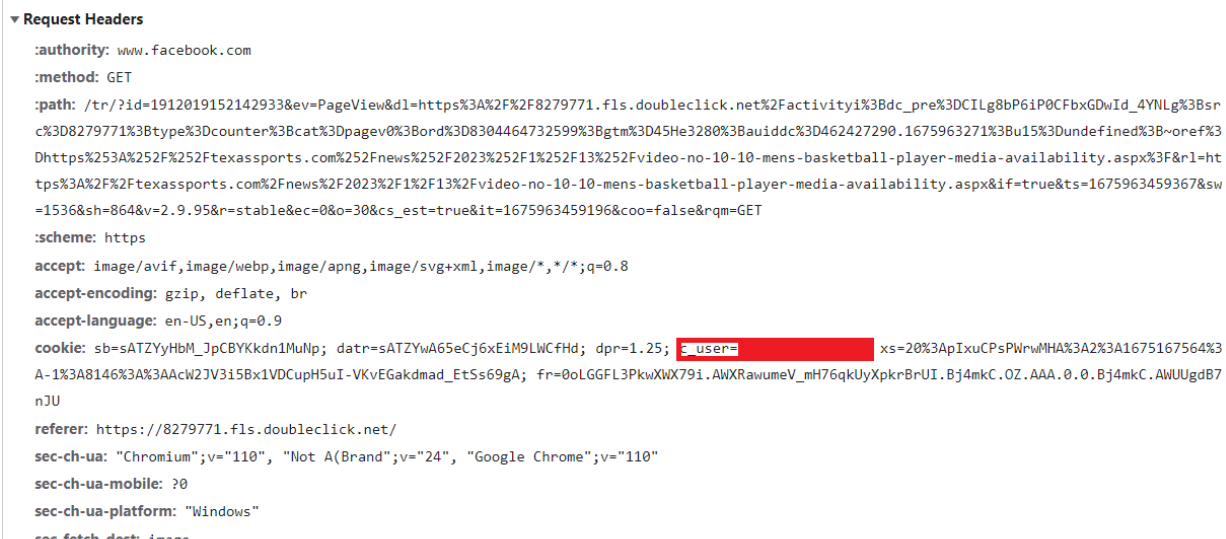 ▾ Request Headers
:authority: www.facebook.com
:method: GET
:path: /tr/?id=1912019152142933&ev=PageView&dl=https%3A%2F%2F8279771.fls.doubleclick.net%2Factivityi%3Bdc_pre%3DCILg8bP6iP0CFbxGDwId_4YNLg%3Bsr
c%3D8279771%3Btype%3Dcounter%3Bcat%3Dpagev0%3Bord%3D8304464732599%3Bgtm%3D45He3280%3Bauiddc%3D462427290.1675963271%3Bu15%3Dundefined%3B~oref%3
Dhttps%253A%252F%252Ftexassports.com%252Fnews%252F2023%252F1%252F13%252Fvideo-no-10-10-mens-basketball-player-media-availability.aspx%3F&rl=ht
tps%3A%2F%2Ftexassports.com%2Fnews%2F2023%2F1%2F13%2Fvideo-no-10-10-mens-basketball-player-media-availability.aspx&if=true&ts=1675963459367&sw
=1536&sh=864&v=2.9.95&r=stable&ec=0&o=30&cs_est=true&it=1675963459196&coo=false&rqm=GET
:scheme: https
accept: image/avif,image/webp,image/apng,image/svg+xml,image/*,*/*;q=0.8
accept-encoding: gzip, deflate, br
accept-language: en-US,en;q=0.9
cookie: sb=sATZYyHbM_JpCBYKkdn1MuNp; datr=sATZYwA65eCj6xEiM9LWCfHd; dpr=1.25; c_user= xs=20%3ApIxuCPsPWrwMHA%3A2%3A1675167564%3
A-1%3A8146%3A%3AAcW2JV3i5Bx1VDCupH5uI-VKvEGakdmad_EtSs69gA; fr=0oLGGFL3PkwXWX79i.AWXRawumeV_mH76qkUyXpkrBrUI.Bj4mkC.OZ.AAA.0.0.Bj4mkC.AWUUgdB7
nJU
referer: https://8279771.fls.doubleclick.net/
sec-ch-ua: "Chromium";v="110", "Not A(Brand";v="24", "Google Chrome";v="110"
sec-ch-ua-mobile: ?0
sec-ch-ua-platform: "Windows"
sec-fetch-dest: image